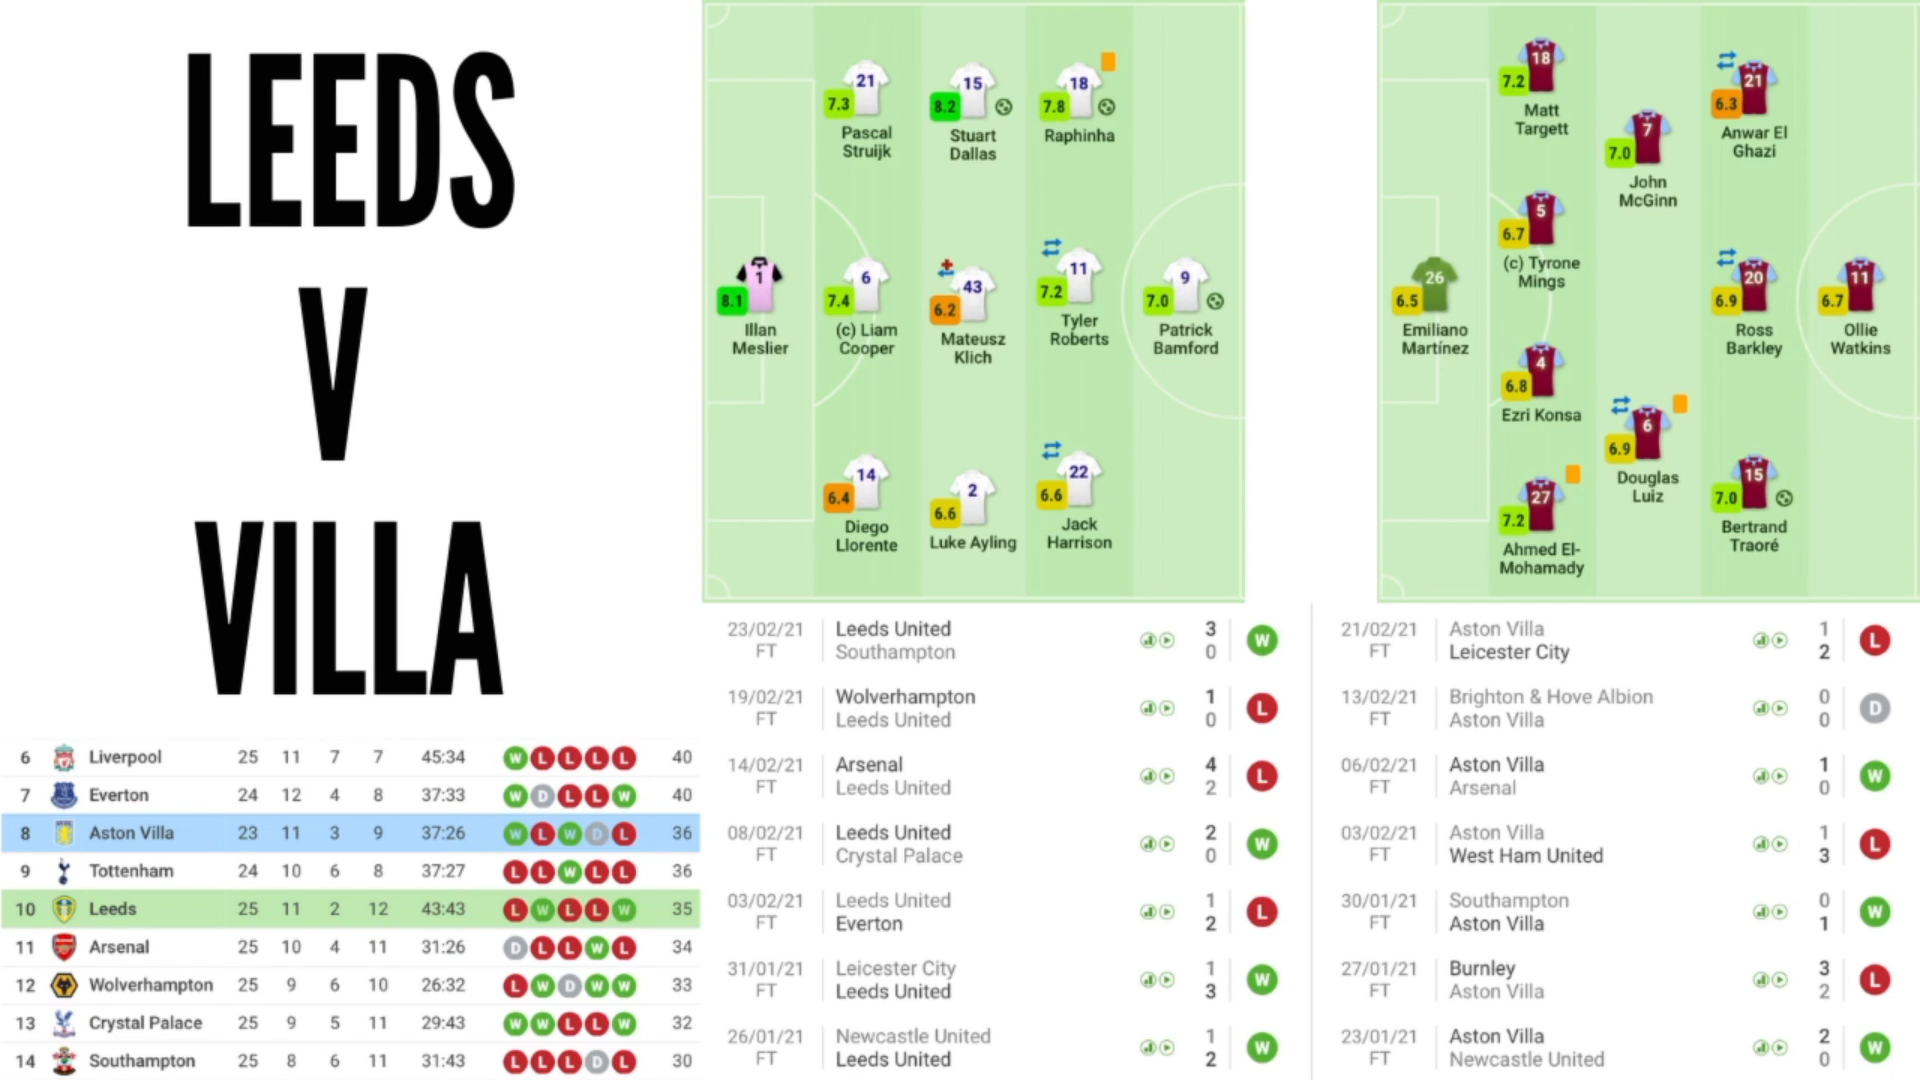 LEEDS
V
VILLA
6 Liverpool 25 11 7 7 45:34 W L L L L 40
7 Everton 24 12 4 8 37:33 W D L L W 40
8 Aston Villa 23 11 3 9 37:26 W L W D L 36
9 Tottenham 24 10 6 8 37:27 L L W L L 36
10 Leeds 25 11 2 12 43:43 L W L L W 35
11 Arsenal 25 10 4 11 31:26 D L L W L 34
12 Wolverhampton 25 9 6 10 26:32 L W D W W 33
13 Crystal Palace 25 9 5 11 29:43 W W L L W 32
14 Southampton 25 8 6 11 31:43 L L L D L 30
1
8.1
Illan
Meslier
21
7.3
Pascal
Struijk
6
7.4
(c) Liam
Cooper
14
6.4
Diego
Llorente
15
8.2
Stuart
Dallas
43
6.2
Mateusz
Klich
2
6.6
Luke Ayling
18
7.8
Raphinha
11
7.2
Tyler
Roberts
22
6.6
Jack
Harrison
9
7.0
Patrick
Bamford
26
6.5
Emiliano
Martínez
18
7.2
Matt
Targett
5
6.7
(c) Tyrone
Mings
4
6.8
Ezri Konsa
27
7.2
Ahmed El-
Mohamady
7
7.0
John
McGinn
6
6.9
Douglas
Luiz
21
6.3
Anwar El
Ghazi
20
6.9
Ross
Barkley
15
7.0
Bertrand
Traoré
11
6.7
Ollie
Watkins
23/02/21 Leeds United 3
FT Southampton 0
W
19/02/21 Wolverhampton 1
FT Leeds United 0
L
14/02/21 Arsenal 4
FT Leeds United 2
L
08/02/21 Leeds United 2
FT Crystal Palace 0
W
03/02/21 Leeds United 1
FT Everton 2
L
31/01/21 Leicester City 1
FT Leeds United 3
W
26/01/21 Newcastle United 1
FT Leeds United 2
W
21/02/21 Aston Villa 1
FT Leicester City 2
L
13/02/21 Brighton & Hove Albion 0
FT Aston Villa 0
D
06/02/21 Aston Villa 1
FT Arsenal 0
W
03/02/21 Aston Villa 1
FT West Ham United 3
L
30/01/21 Southampton 0
FT Aston Villa 1
W
27/01/21 Burnley 3
FT Aston Villa 2
L
23/01/21 Aston Villa 2
FT Newcastle United 0
W